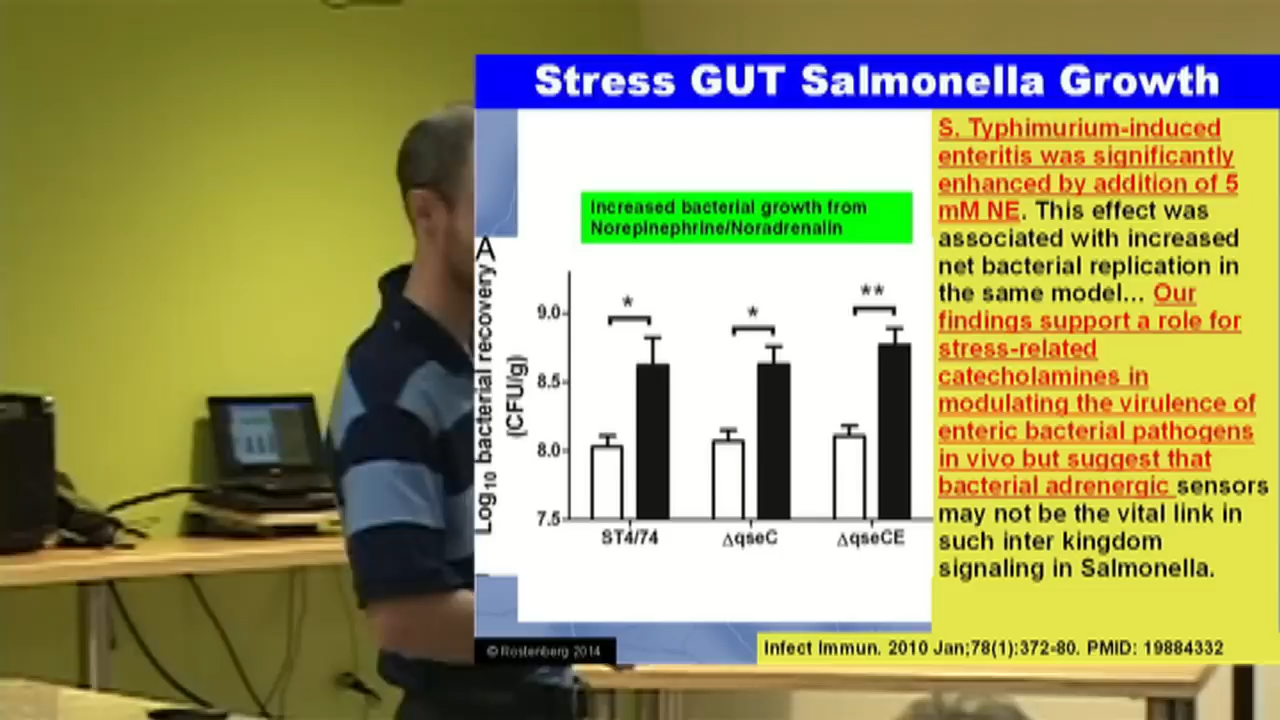 Stress GUT Salmonella Growth
Increased bacterial growth from
Norepinephrine/Noradrenalin
A
Log10 bacterial recovery
(CFU/g)
9.0
8.5
8.0
7.5
*
*
**
ST4/74
ΔqseC
ΔqseCE
S. Typhimurium-induced
enteritis was significantly
enhanced by addition of 5
mM NE. This effect was
associated with increased
net bacterial replication in
the same model... Our
findings support a role for
stress-related
catecholamines in
modulating the virulence of
enteric bacterial pathogens
in vivo but suggest that
bacterial adrenergic sensors
may not be the vital link in
such inter kingdom
signaling in Salmonella.
© Rostenberg 2014
Infect Immun. 2010 Jan;78(1):372-80. PMID: 19884332